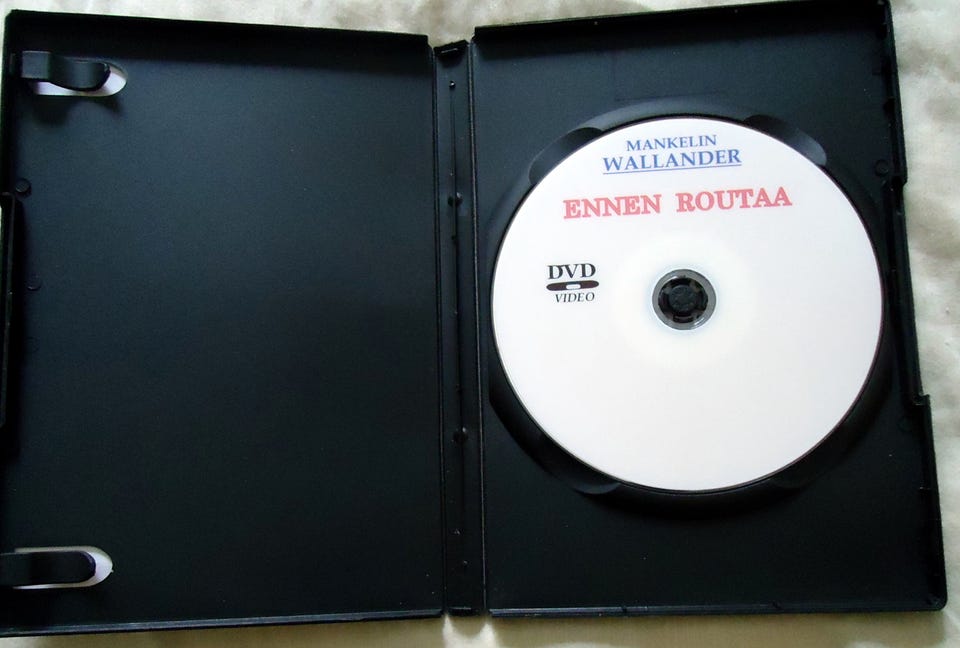 MANKELIN
WALLANDER
ENNEN ROUTAA
DVD
VIDEO